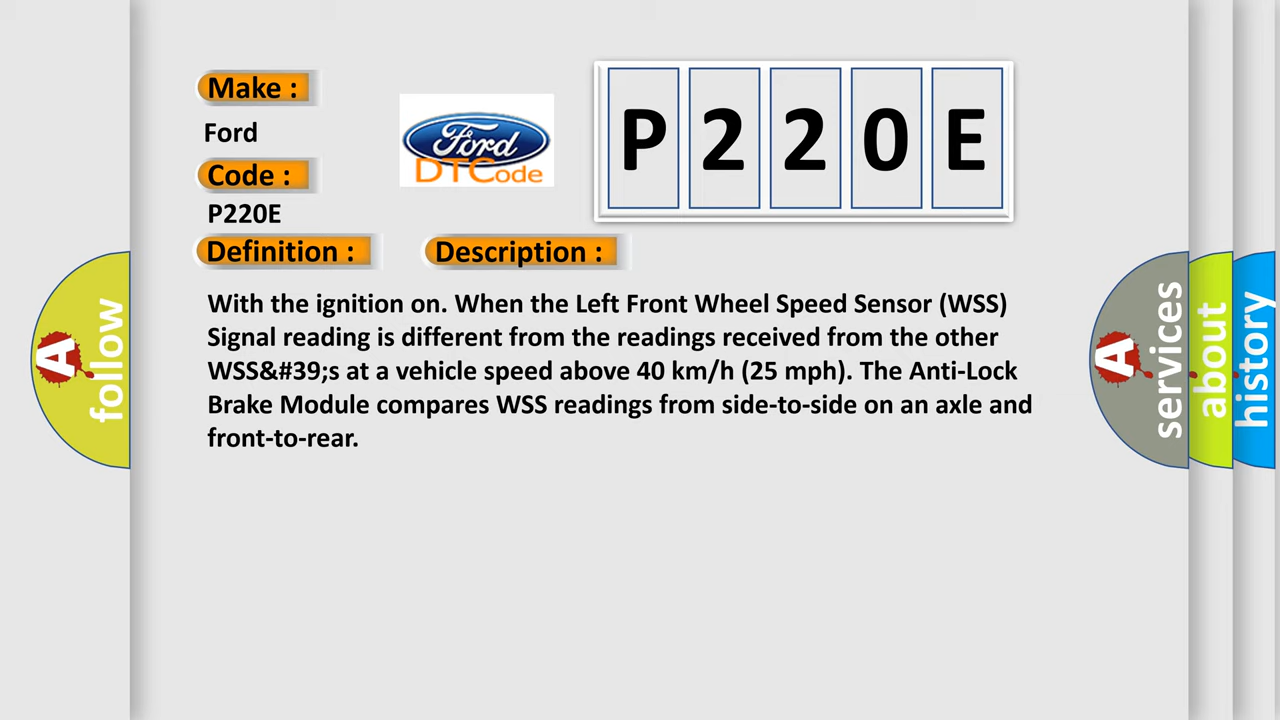 Make :
Ford
Code :
P220E
Ford
DTCode
P220E
Definition :
Description :
With the ignition on. When the Left Front Wheel Speed Sensor (WSS)
Signal reading is different from the readings received from the other
WSS&#39;s at a vehicle speed above 40 km/h (25 mph). The Anti-Lock
Brake Module compares WSS readings from side-to-side on an axle and
front-to-rear.
A follow
A services
about
history